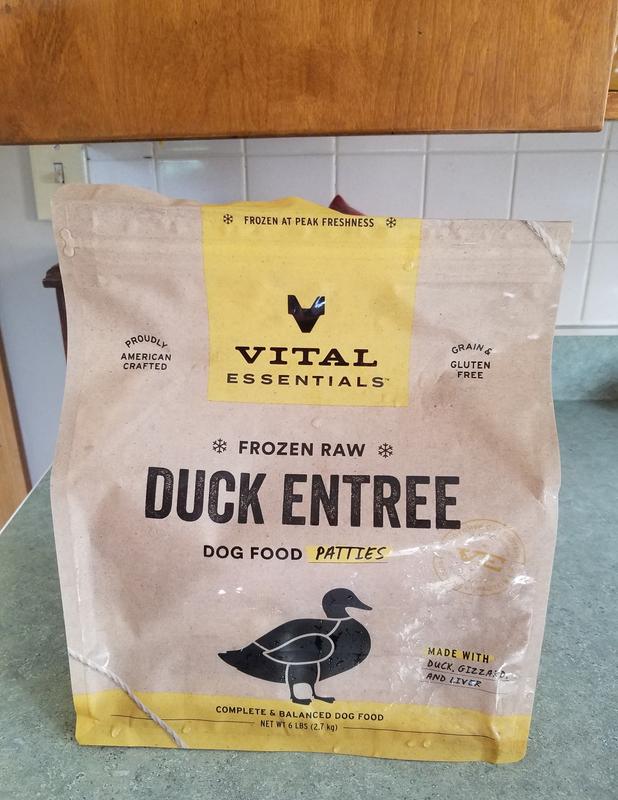 FROZEN AT PEAK FRESHNESS
VITAL
ESSENTIALS™
PROUDLY
AMERICAN
CRAFTED
GRAIN &
GLUTEN
FREE
FROZEN RAW
DUCK ENTREE
DOG FOOD PATTIES
MADE WITH
DUCK, GIZZARD,
AND LIVER
COMPLETE & BALANCED DOG FOOD
NET WT 6 LBS (2.7 kg)